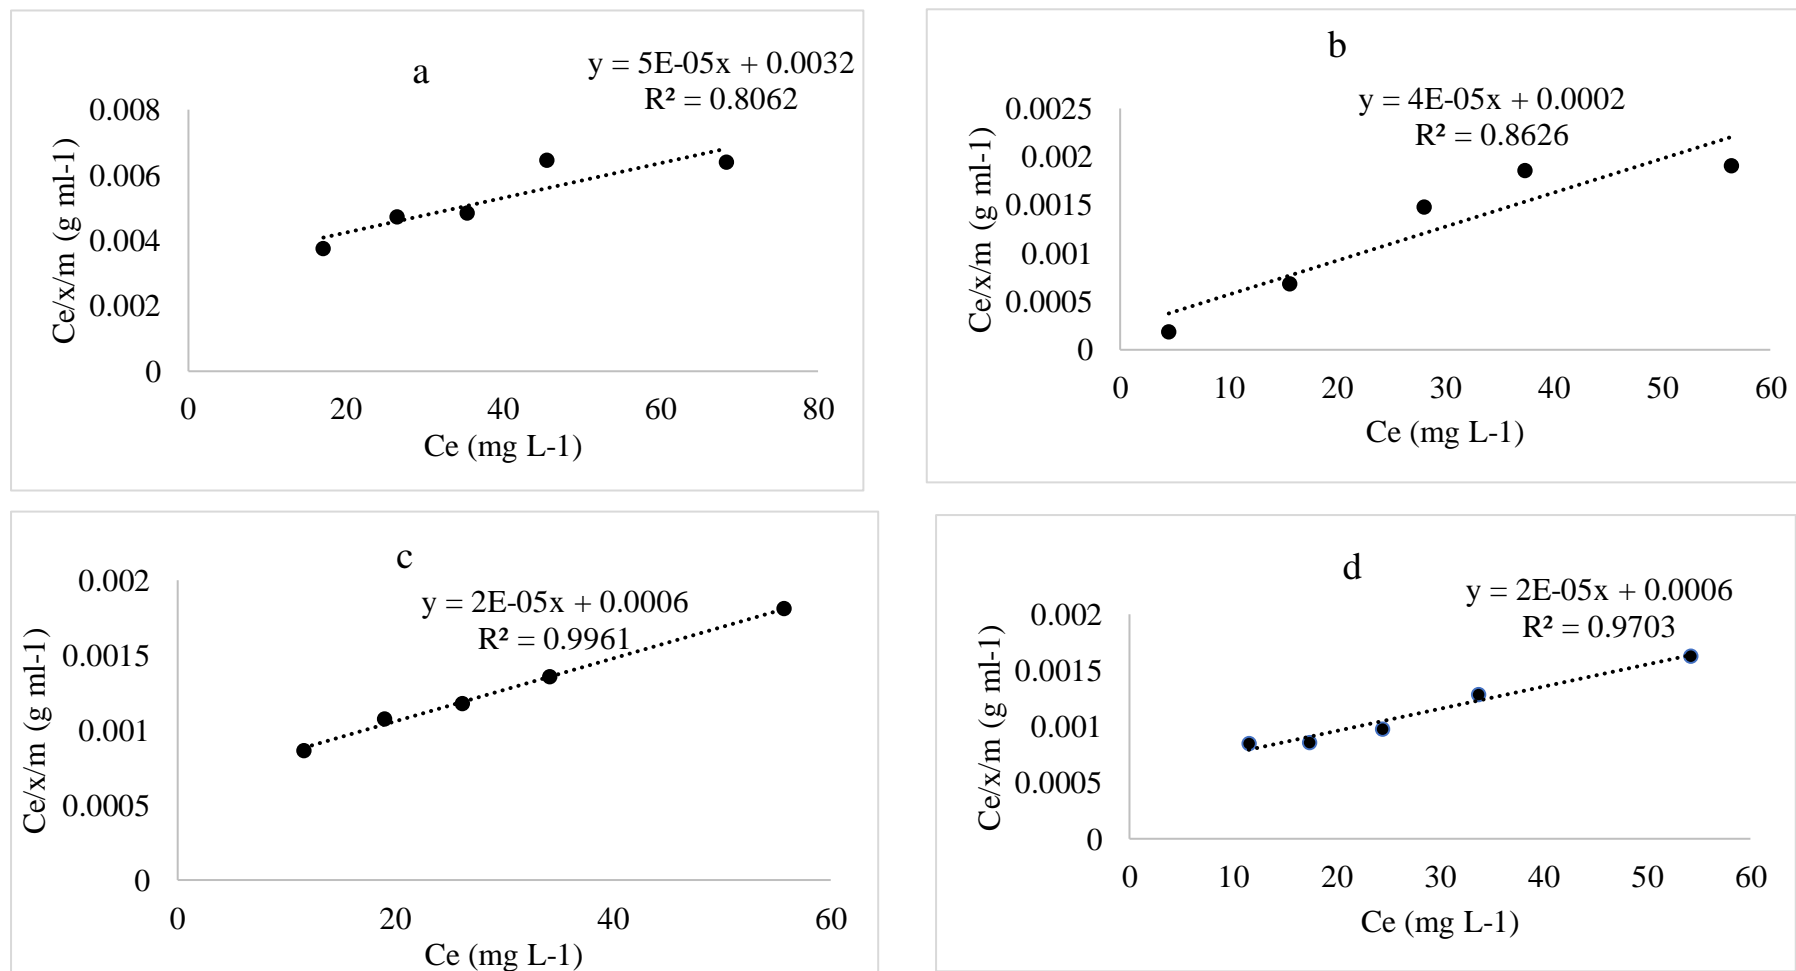 a
y = 5E-05x + 0.0032
R² = 0.8062
0.008
0.006
0.004
0.002
0
0 20 40 60 80
Ce/x/m (g ml-1)
Ce (mg L-1)
b
y = 4E-05x + 0.0002
R² = 0.8626
0.0025
0.002
0.0015
0.001
0.0005
0
0 10 20 30 40 50 60
Ce/x/m (g ml-1)
Ce (mg L-1)
c
y = 2E-05x + 0.0006
R² = 0.9961
0.002
0.0015
0.001
0.0005
0
0 20 40 60
Ce/x/m (g ml-1)
Ce (mg L-1)
d
y = 2E-05x + 0.0006
R² = 0.9703
0.002
0.0015
0.001
0.0005
0
0 10 20 30 40 50 60
Ce/x/m (g ml-1)
Ce (mg L-1)